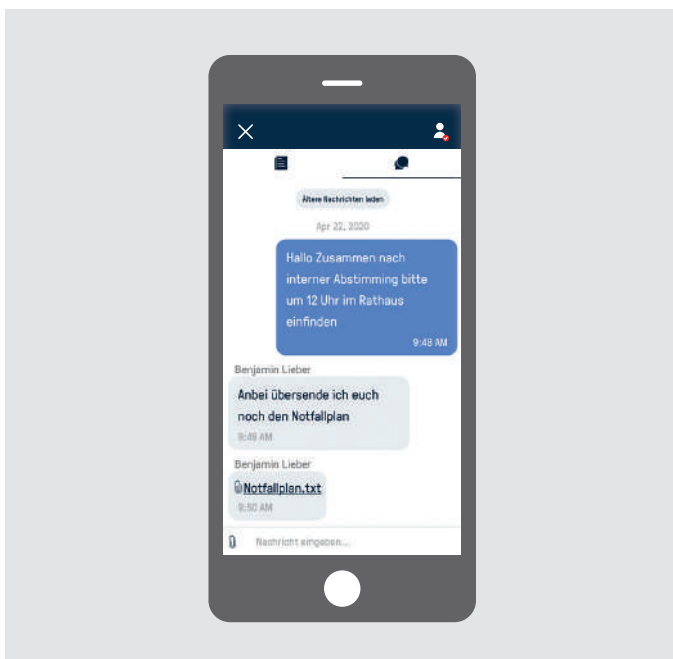 Ältere Nachrichten laden
Apr 22, 2020
Hallo Zusammen nach
interner Abstimming bitte
um 12 Uhr im Rathaus
einfinden
9:48 AM
Benjamin Lieber
Anbei übersende ich euch
noch den Notfallplan
9:49 AM
Benjamin Lieber
Notfallplan.txt
9:50 AM
Nachricht eingeben...